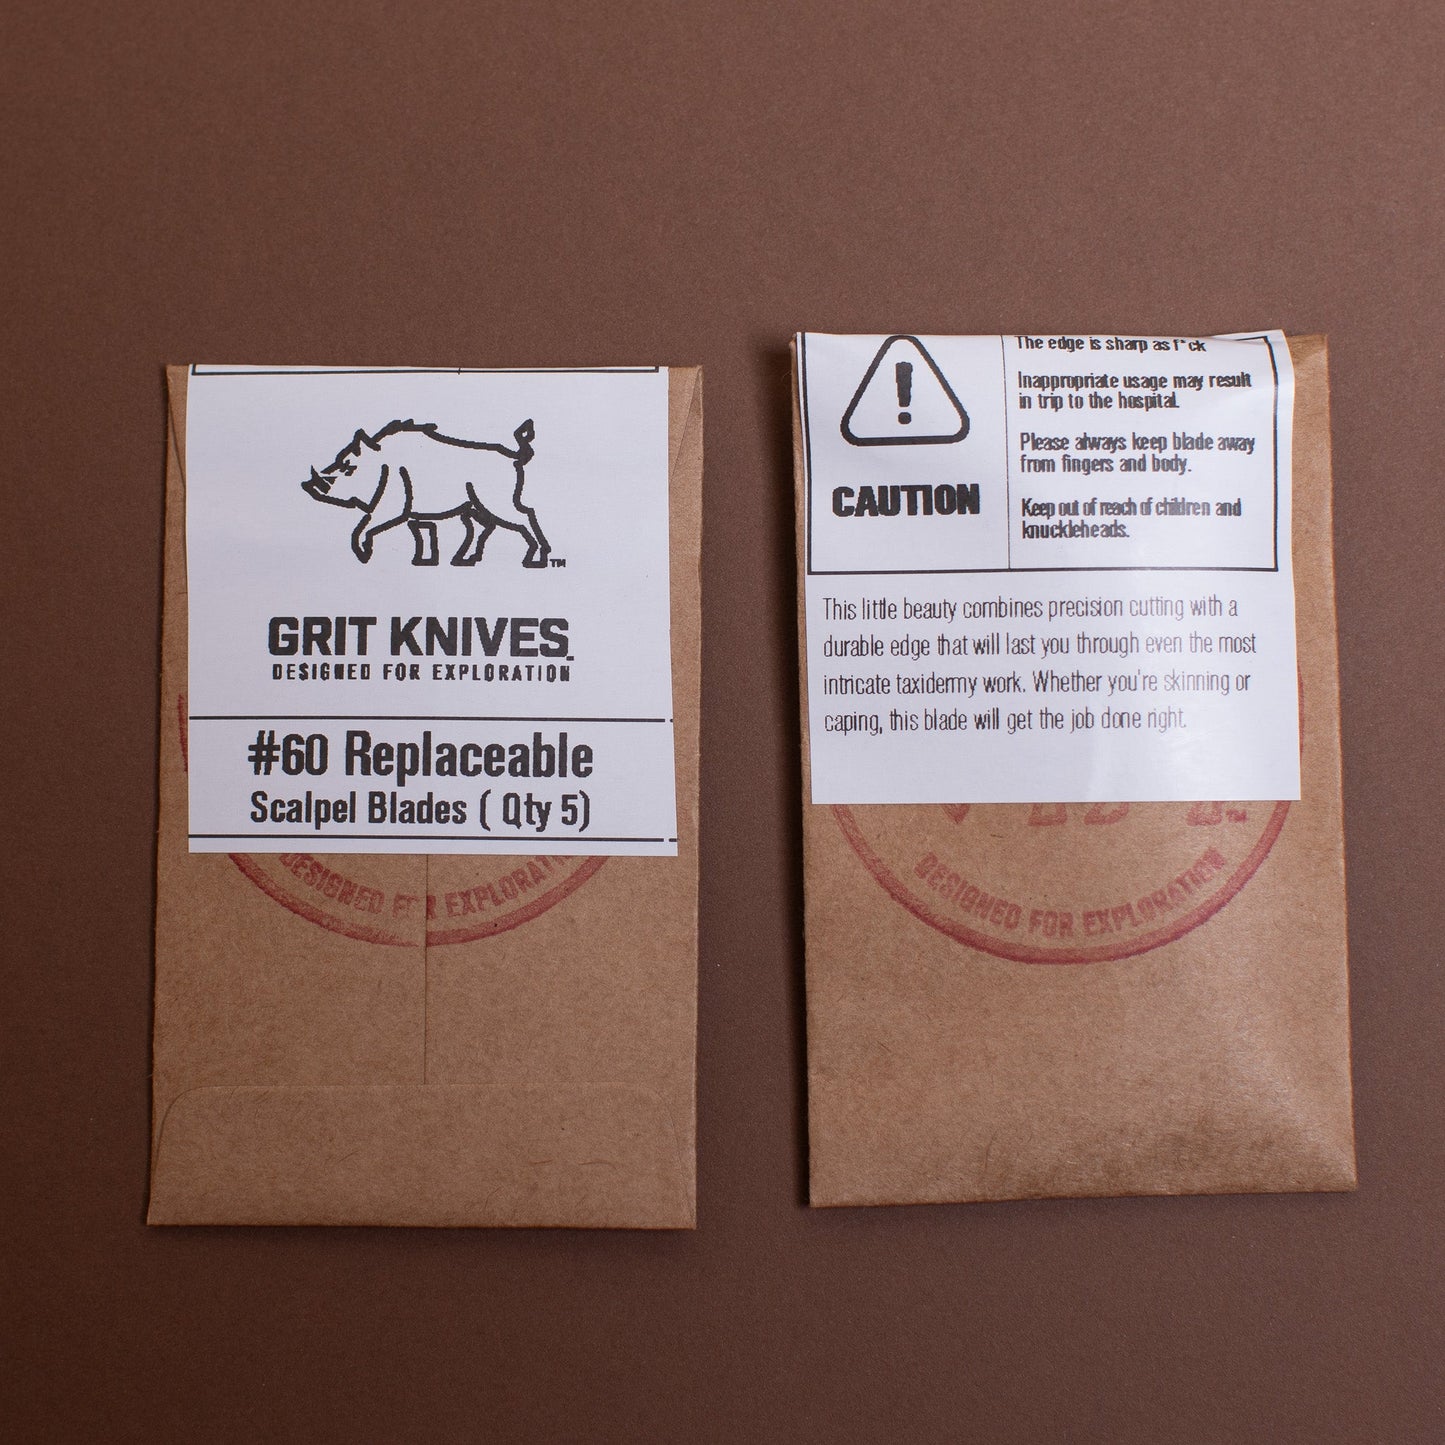 ™
GRIT KNIVES
DESIGNED FOR EXPLORATION
#60 Replaceable
Scalpel Blades ( Qty 5)
DESIGNED FOR EXPLORATION
The edge is sharp as f*ck
Inappropriate usage may result
in trip to the hospital.
Please always keep blade away
from fingers and body.
Keep out of reach of children and
knuckleheads.
CAUTION
This little beauty combines precision cutting with a
durable edge that will last you through even the most
intricate taxidermy work. Whether you're skinning or
caping, this blade will get the job done right.
™
DESIGNED FOR EXPLORATION